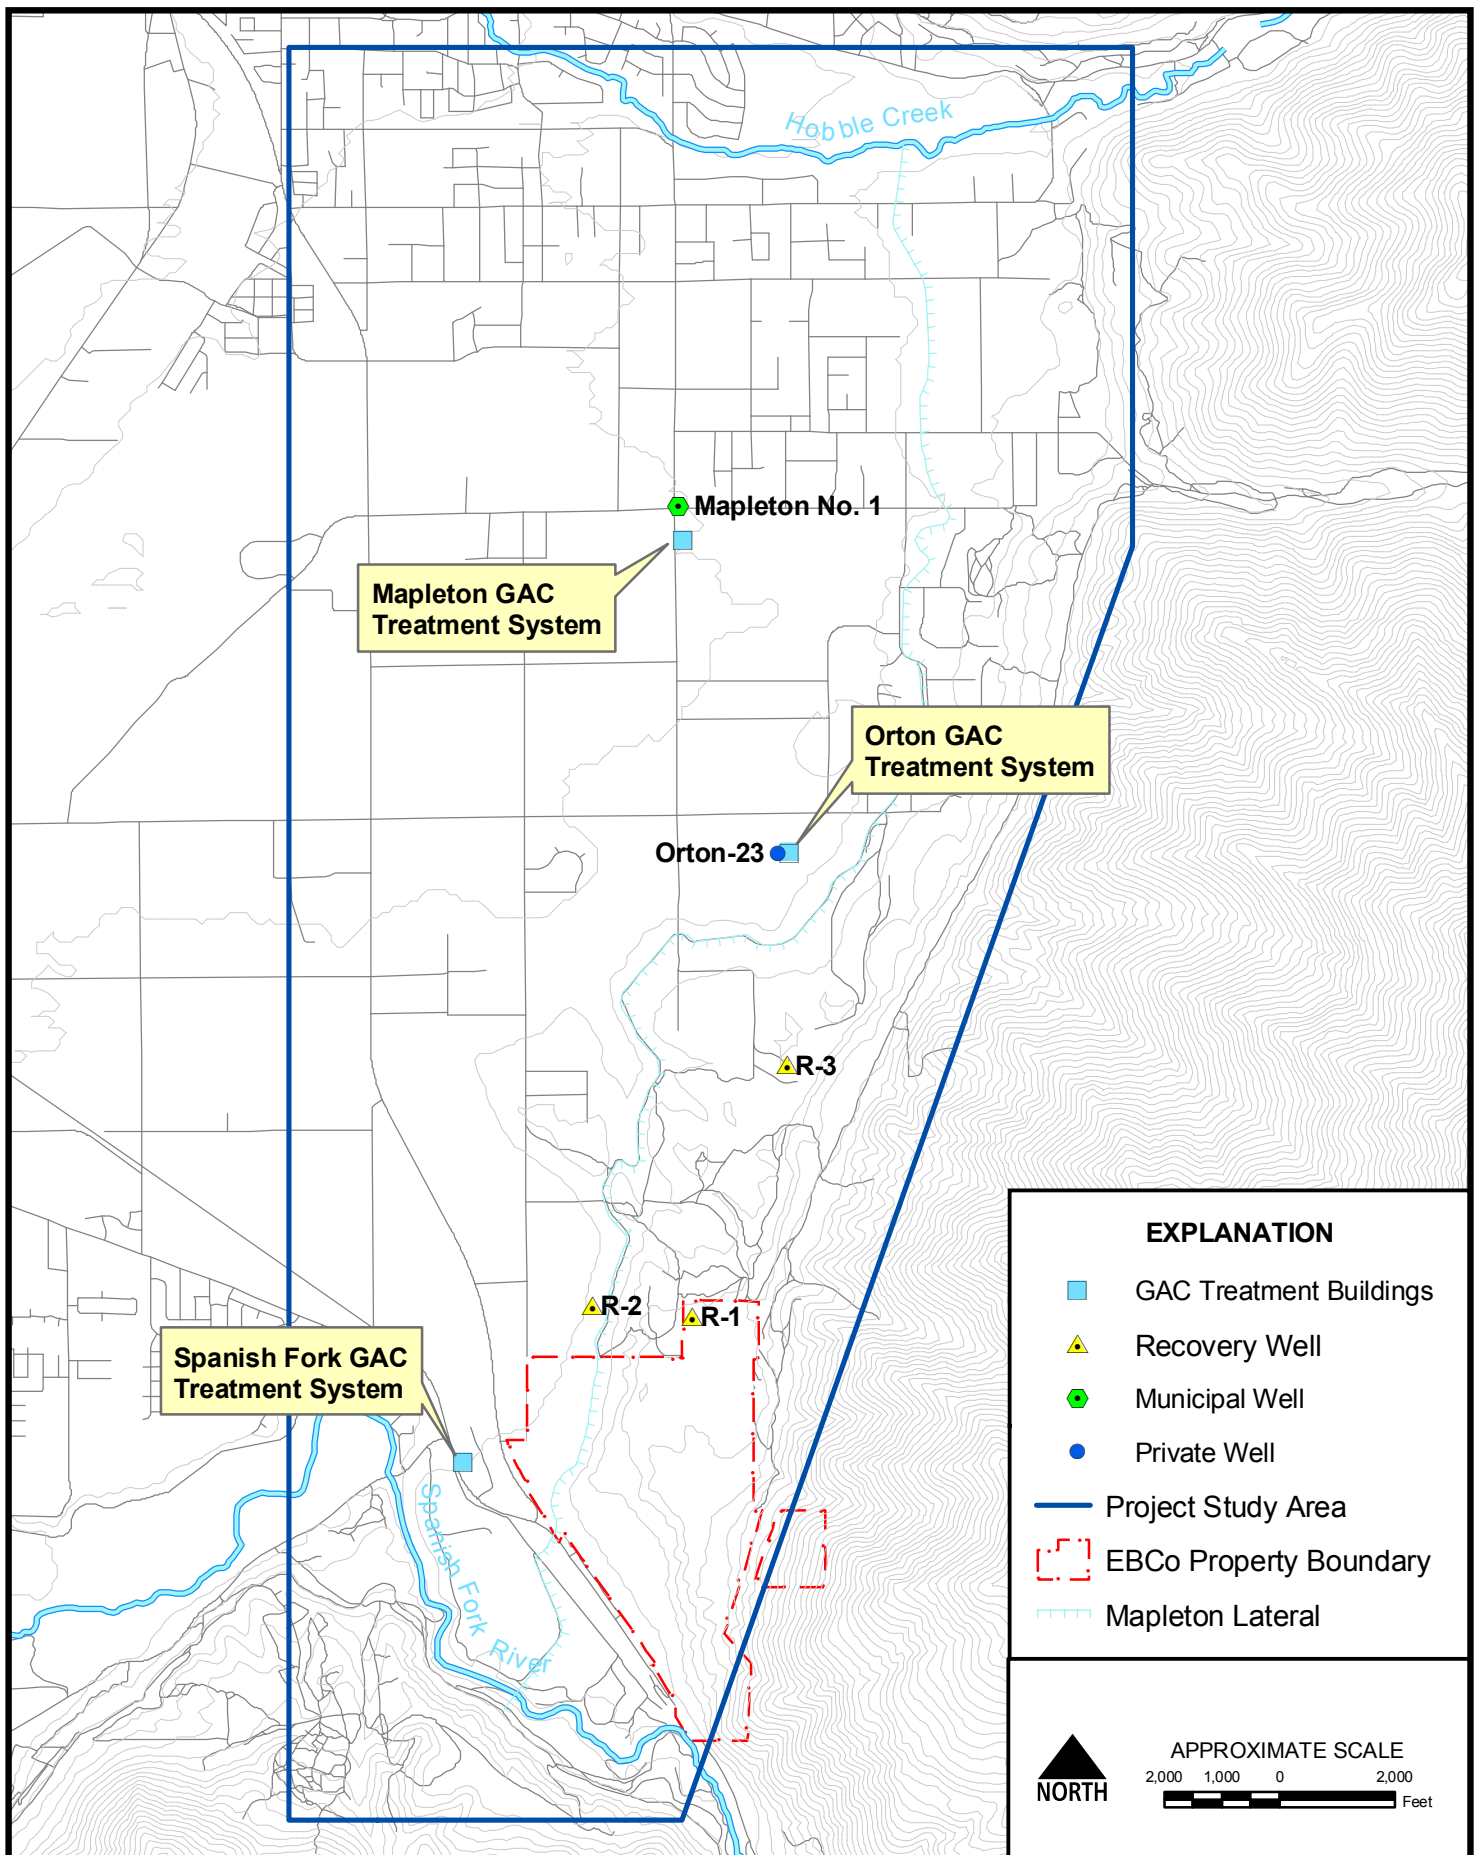 Hobble Creek
Mapleton No. 1
Mapleton GAC
Treatment System
Orton GAC
Treatment System
Orton-23
R-3
R-2
R-1
Spanish Fork GAC
Treatment System
Spanish Fork River
EXPLANATION
GAC Treatment Buildings
Recovery Well
Municipal Well
Private Well
Project Study Area
EBCo Property Boundary
Mapleton Lateral
NORTH
APPROXIMATE SCALE
2,000 1,000 0 2,000
Feet